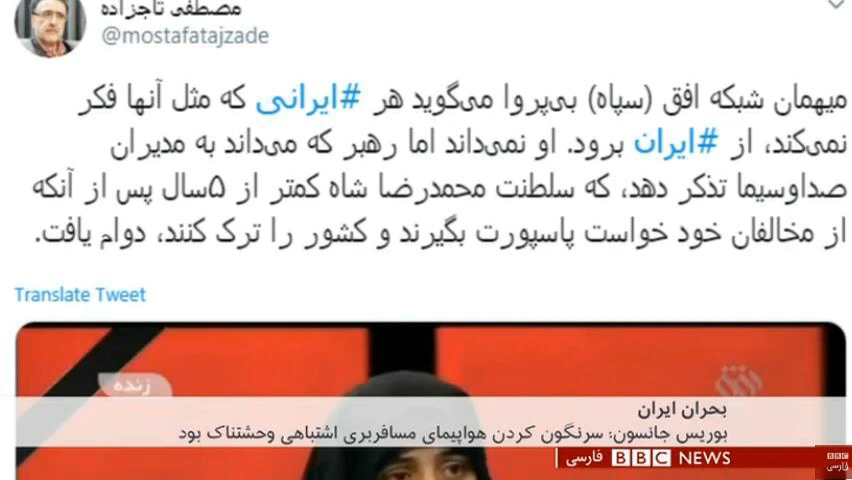 مصطفی تاجزاده
@mostafatajzade
میهمان شبکه افق (سپاه) بی‌پروا می‌گوید هر #ایرانی که مثل آنها فکر
نمی‌کند، از #ایران برود. او نمی‌داند اما رهبر که می‌داند به مدیران
صداوسیما تذکر دهد، که سلطنت محمدرضا شاه کمتر از ۵سال پس از آنکه
از مخالفان خود خواست پاسپورت بگیرند و کشور را ترک کنند، دوام یافت.
Translate Tweet
زنده
افق
بحران ایران
بوریس جانسون: سرنگون کردن هواپیمای مسافربری اشتباهی وحشتناک بود
BBC NEWS فارسی
BBC
فارسی